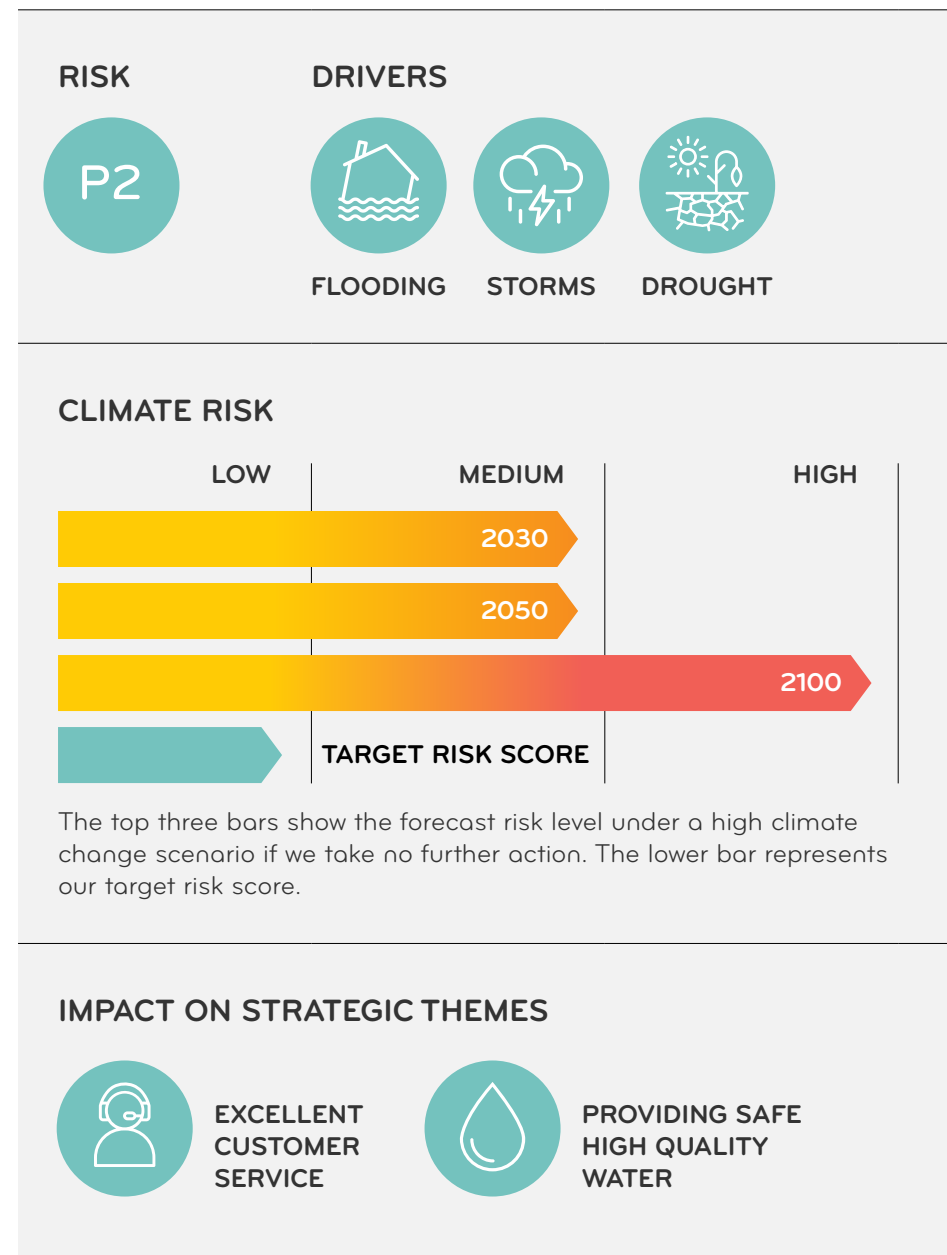 RISK
DRIVERS
P2
FLOODING
STORMS
DROUGHT
CLIMATE RISK
LOW
MEDIUM
HIGH
2030
2050
2100
TARGET RISK SCORE
The top three bars show the forecast risk level under a high climate
change scenario if we take no further action. The lower bar represents
our target risk score.
IMPACT ON STRATEGIC THEMES
EXCELLENT
CUSTOMER
SERVICE
PROVIDING SAFE
HIGH QUALITY
WATER